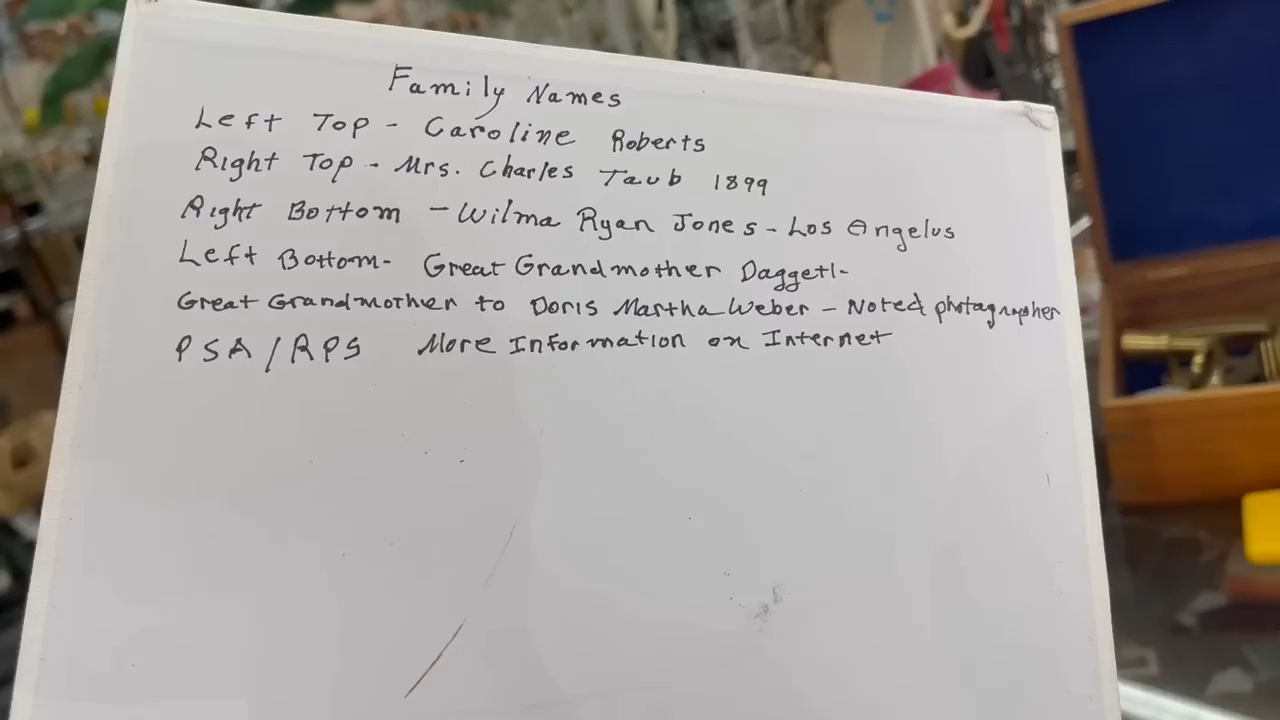 Family Names
Left Top - Caroline Roberts
Right Top - Mrs. Charles Taub 1899
Right Bottom - Wilma Ryan Jones - Los Angelus
Left Bottom - Great Grandmother Daggett -
Great Grandmother to Doris Martha Weber - Noted photagrapher
PSA/RPS More Information on Internet